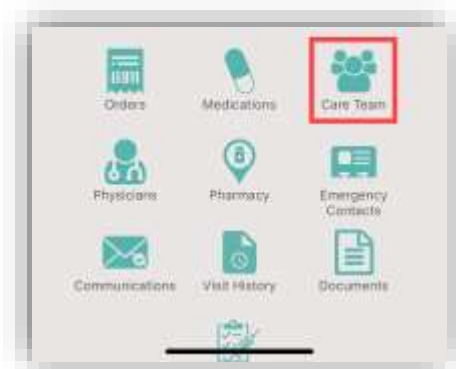 Orders
Medications
Care Team
Physicians
Pharmacy
Emergency
Contacts
Communications
Visit History
Documents